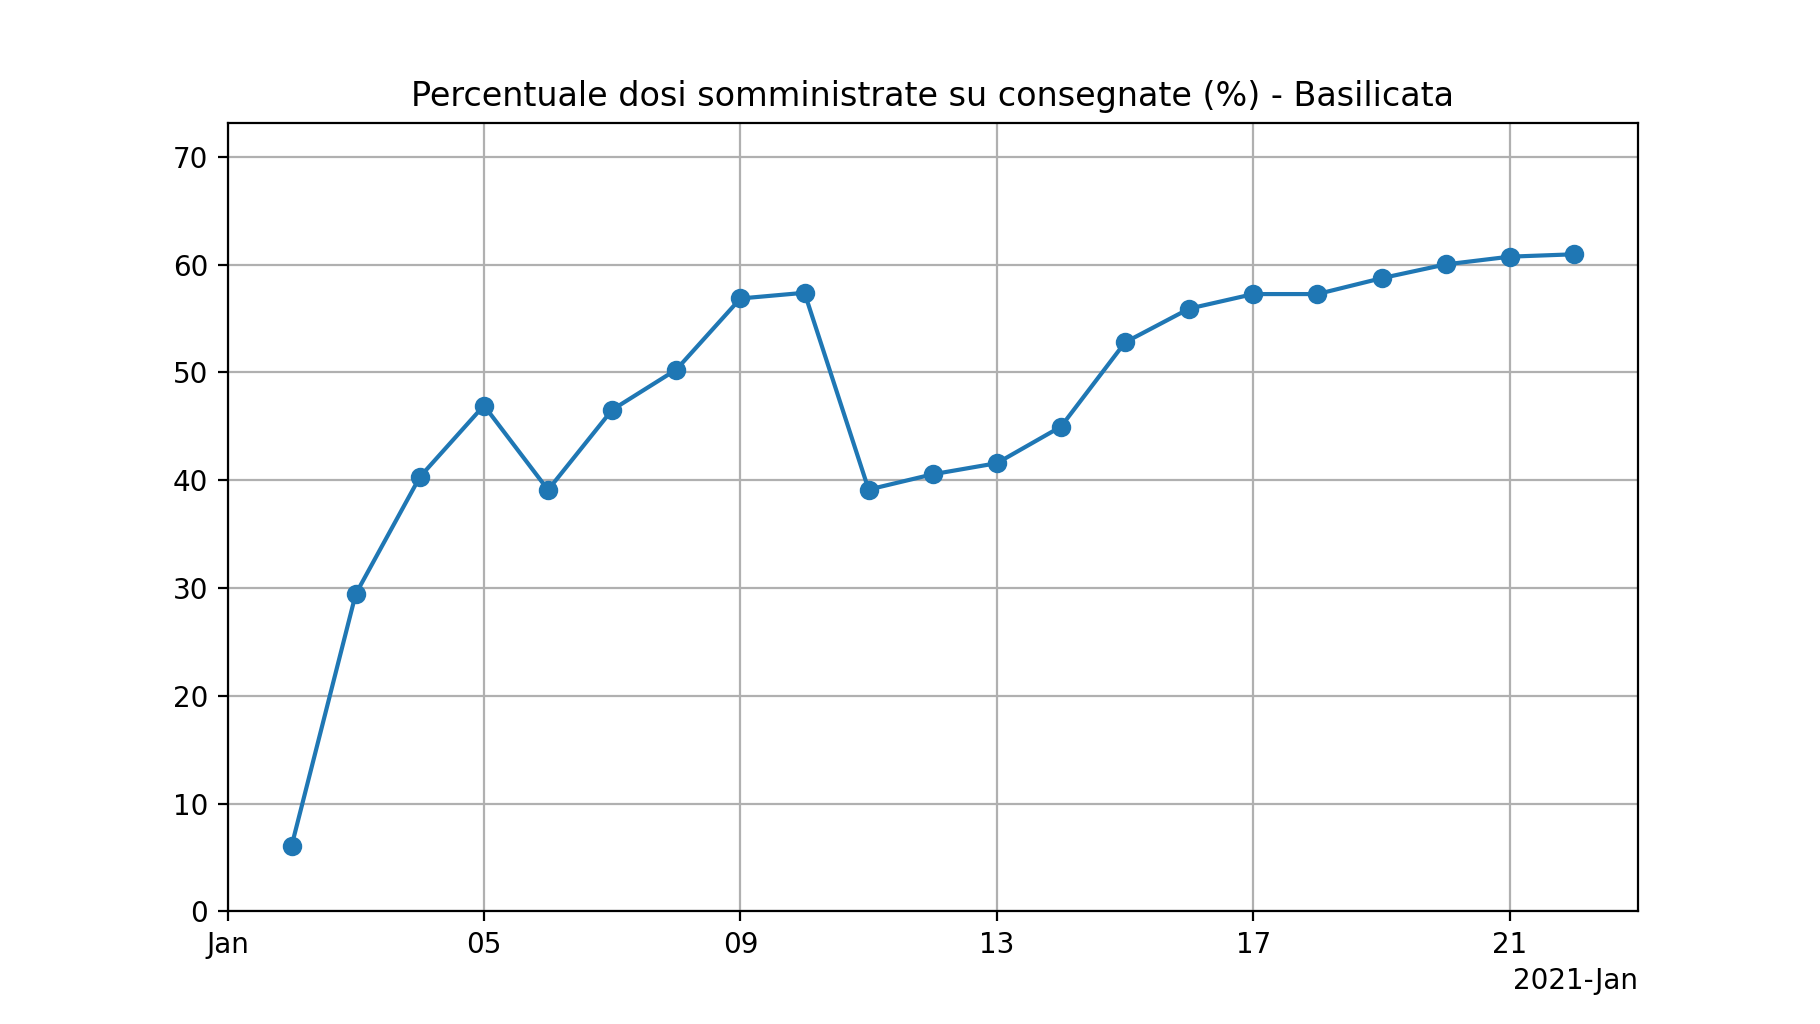 Percentuale dosi somministrate su consegnate (%) - Basilicata
70
60
50
40
30
20
10
0
Jan 05 09 13 17 21
2021-Jan